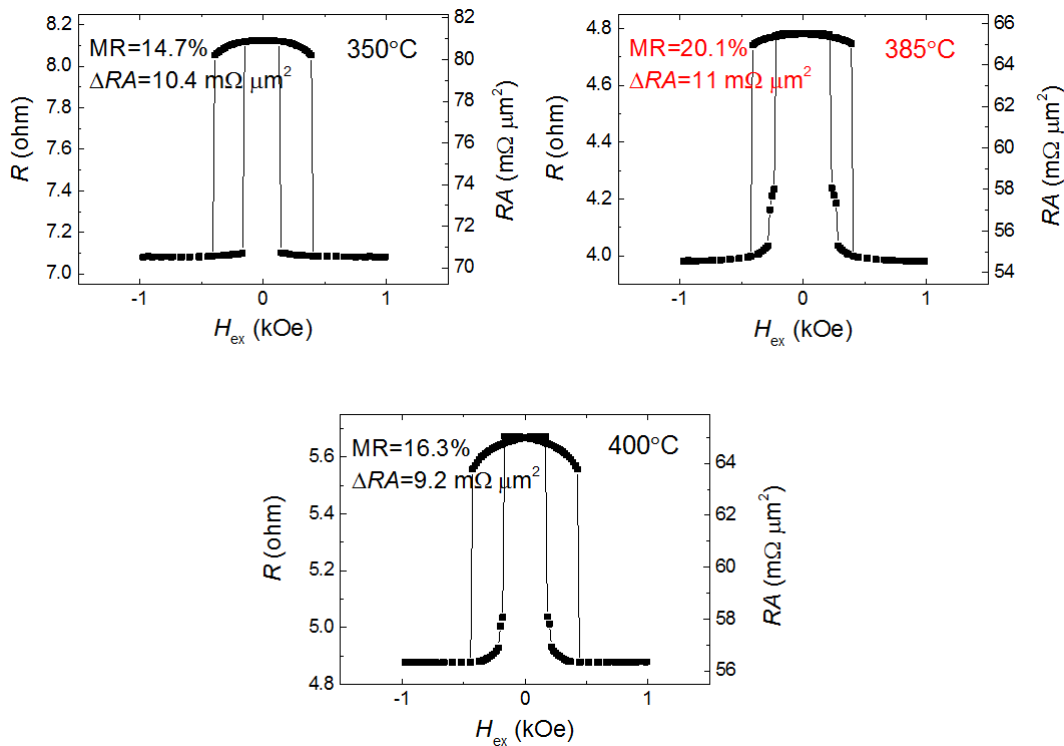 8.2
8.0
7.8
7.6
7.4
7.2
7.0
R (ohm)
MR=14.7%
ΔRA=10.4 mΩ μm²
350°C
82
80
78
76
74
72
70
RA (mΩ μm²)
-1 0 1
H_ex (kOe)
4.8
4.6
4.4
4.2
4.0
R (ohm)
MR=20.1%
ΔRA=11 mΩ μm²
385°C
66
64
62
60
58
56
54
RA (mΩ μm²)
-1 0 1
H_ex (kOe)
5.6
5.4
5.2
5.0
4.8
R (ohm)
MR=16.3%
ΔRA=9.2 mΩ μm²
400°C
64
62
60
58
56
RA (mΩ μm²)
-1 0 1
H_ex (kOe)